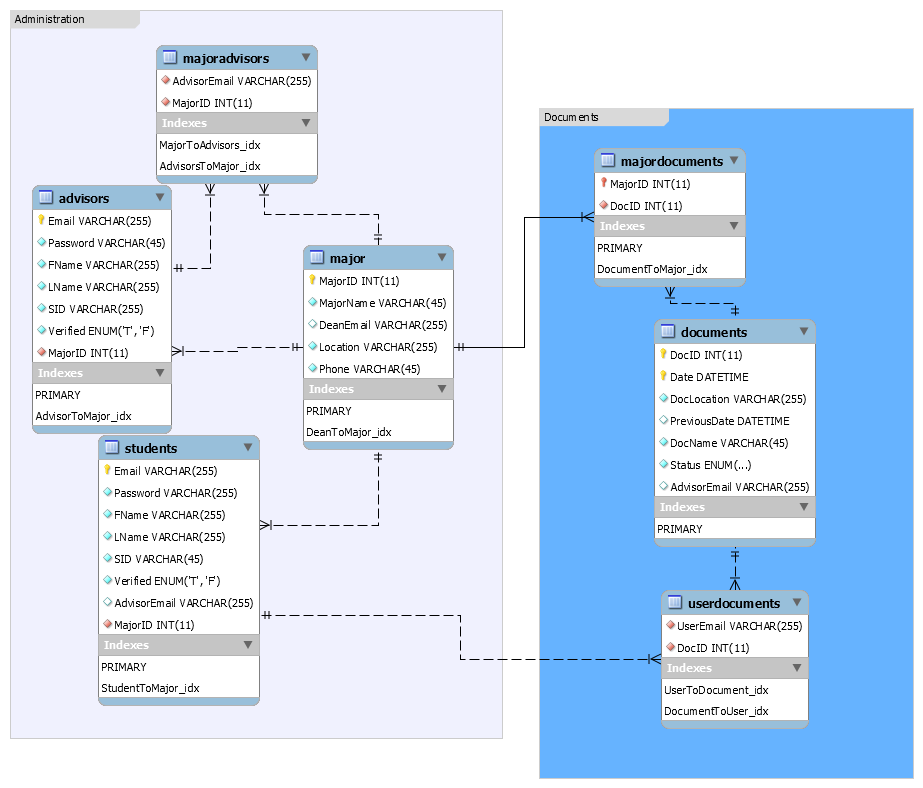 Administration
majoradvisors
AdvisorEmail VARCHAR(255)
MajorID INT(11)
Indexes
MajorToAdvisors_idx
AdvisorsToMajor_idx
advisors
Email VARCHAR(255)
Password VARCHAR(45)
FName VARCHAR(255)
LName VARCHAR(255)
SID VARCHAR(255)
Verified ENUM('T','F')
MajorID INT(11)
Indexes
PRIMARY
AdvisorToMajor_idx
major
MajorID INT(11)
MajorName VARCHAR(45)
DeanEmail VARCHAR(255)
Location VARCHAR(255)
Phone VARCHAR(45)
Indexes
PRIMARY
DeanToMajor_idx
students
Email VARCHAR(255)
Password VARCHAR(255)
FName VARCHAR(255)
LName VARCHAR(255)
SID VARCHAR(45)
Verified ENUM('T','F')
AdvisorEmail VARCHAR(255)
MajorID INT(11)
Indexes
PRIMARY
StudentToMajor_idx
Documents
majordocuments
MajorID INT(11)
DocID INT(11)
Indexes
PRIMARY
DocumentToMajor_idx
documents
DocID INT(11)
Date DATETIME
DocLocation VARCHAR(255)
PreviousDate DATETIME
DocName VARCHAR(45)
Status ENUM(...)
AdvisorEmail VARCHAR(255)
Indexes
PRIMARY
userdocuments
UserEmail VARCHAR(255)
DocID INT(11)
Indexes
UserToDocument_idx
DocumentToUser_idx